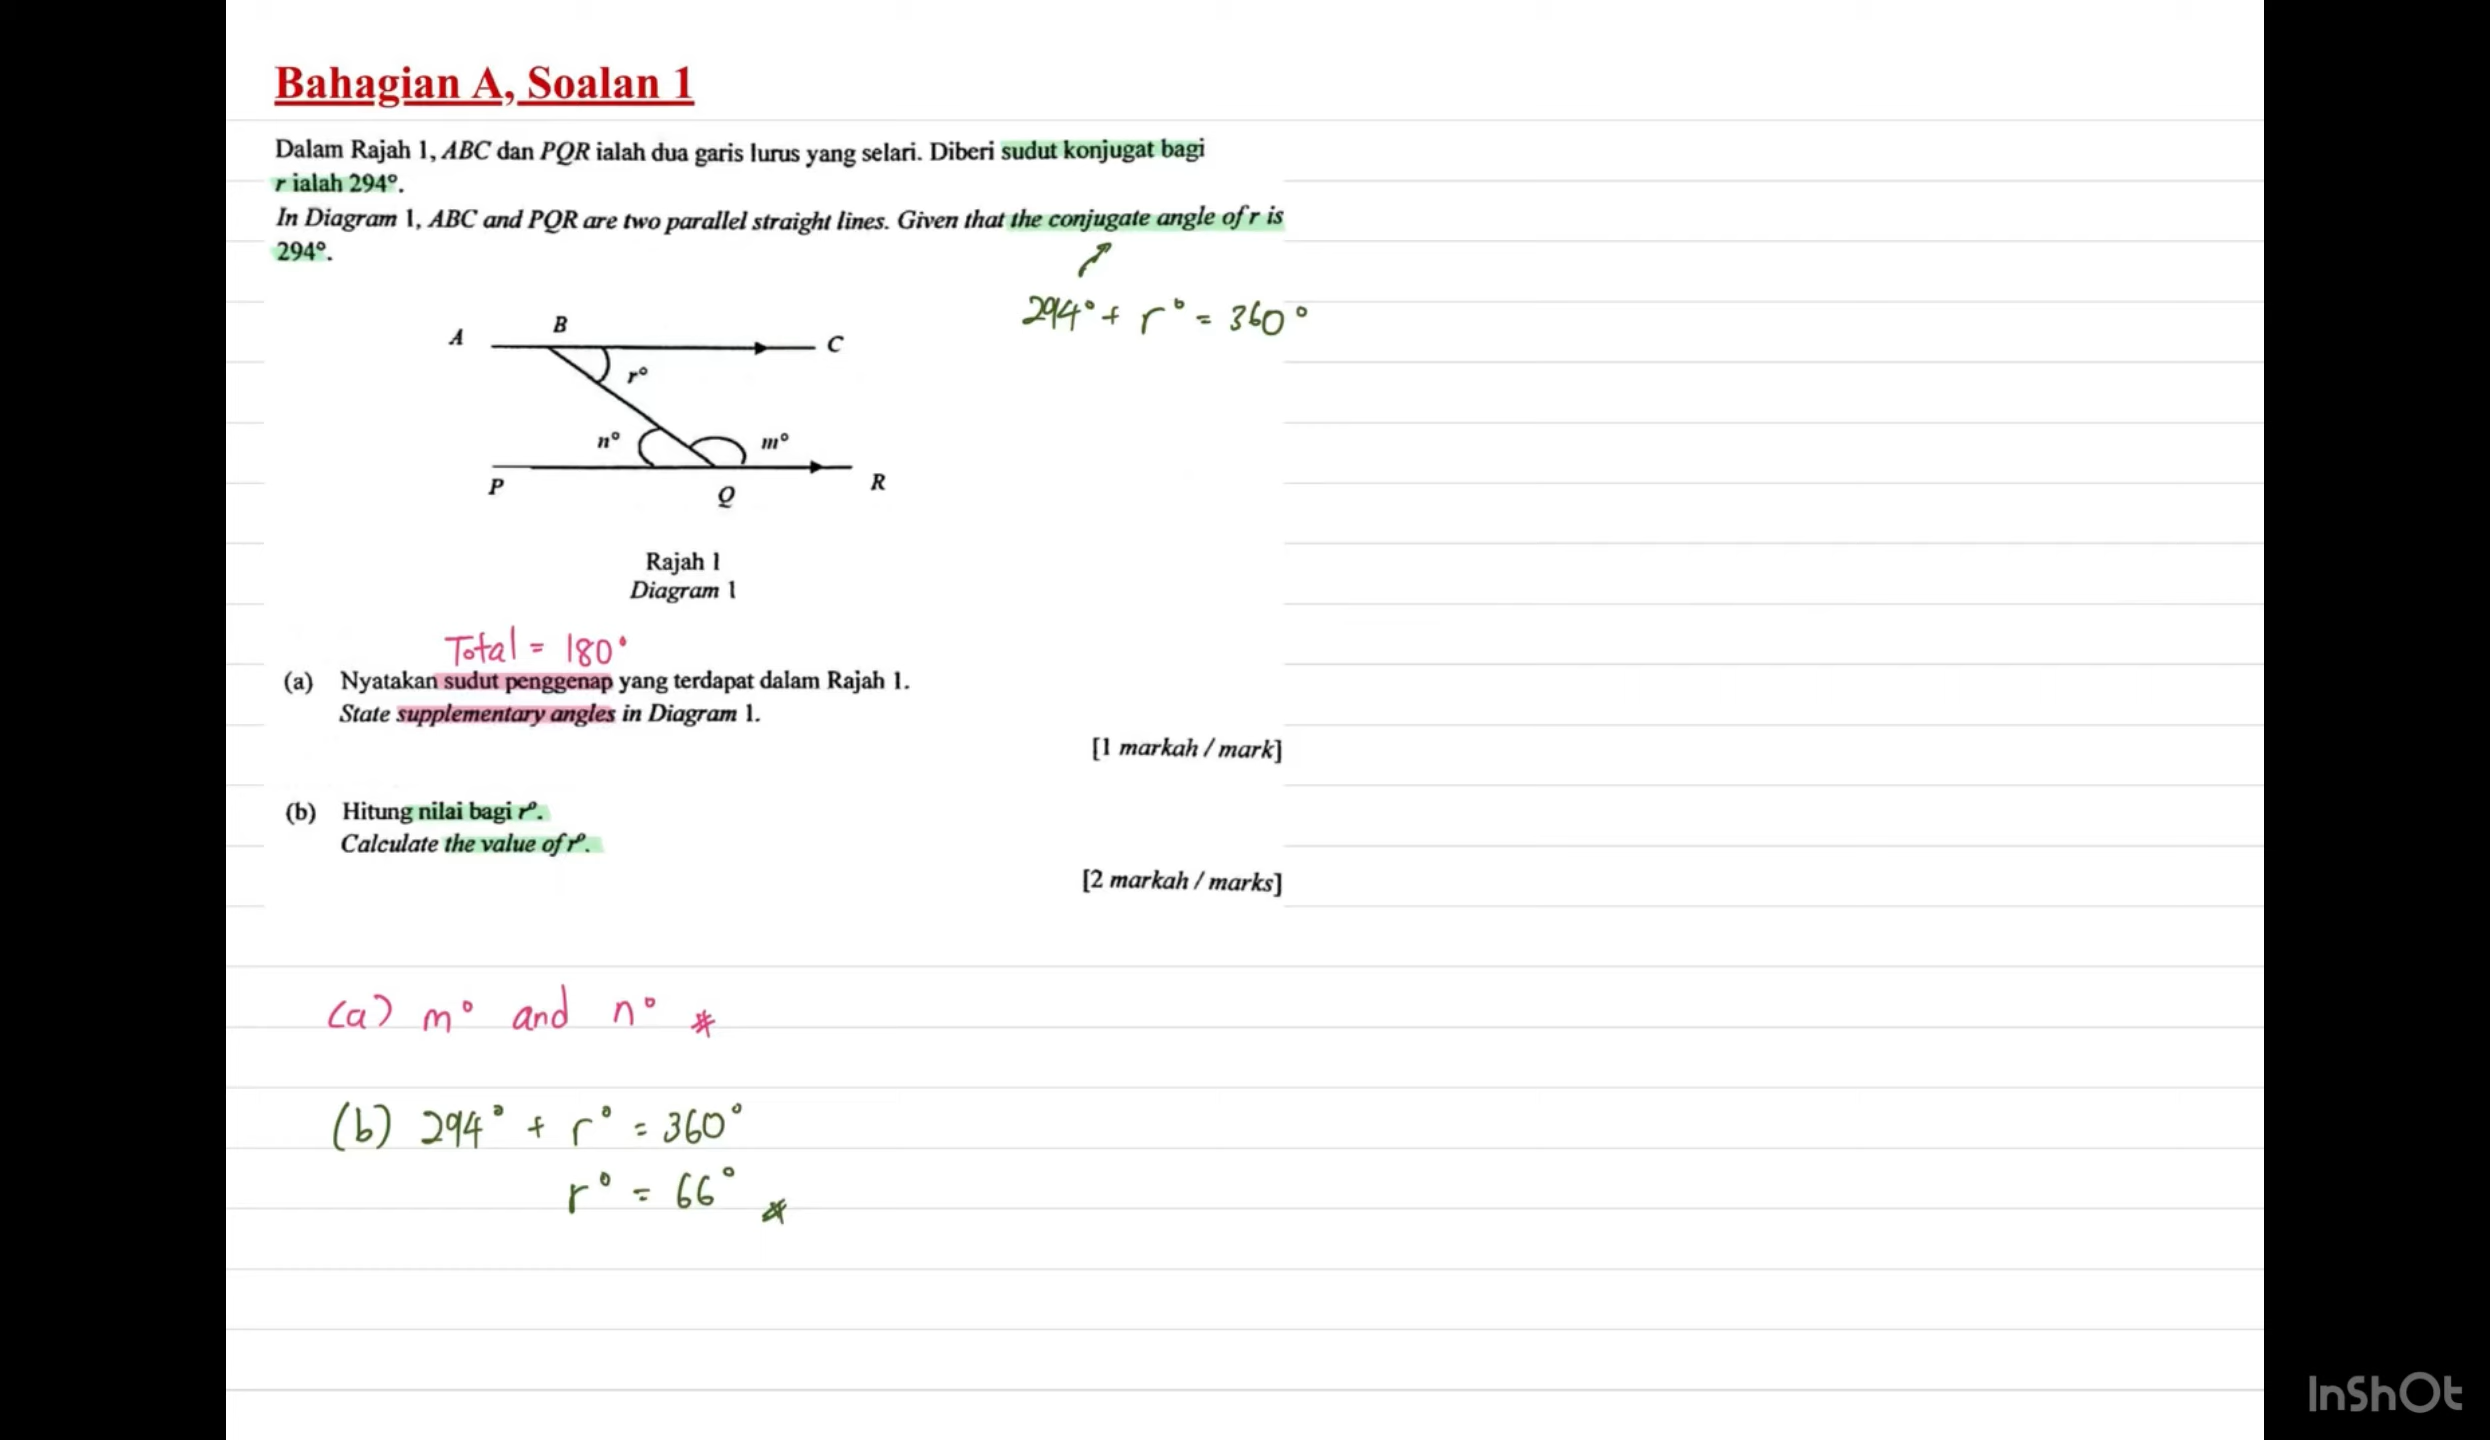 Bahagian A, Soalan 1
Dalam Rajah 1, ABC dan PQR ialah dua garis lurus yang selari. Diberi sudut konjugat bagi
r ialah 294°.
In Diagram 1, ABC and PQR are two parallel straight lines. Given that the conjugate angle of r is
294°.
294° + r° = 360°
A B C
r°
n° m°
P Q R
Rajah 1
Diagram 1
Total = 180°
(a) Nyatakan sudut penggenap yang terdapat dalam Rajah 1.
State supplementary angles in Diagram 1.
[1 markah / mark]
(b) Hitung nilai bagi r°.
Calculate the value of r°.
[2 markah / marks]
(a) m° and n° *
(b) 294° + r° = 360°
r° = 66° *
InShOt